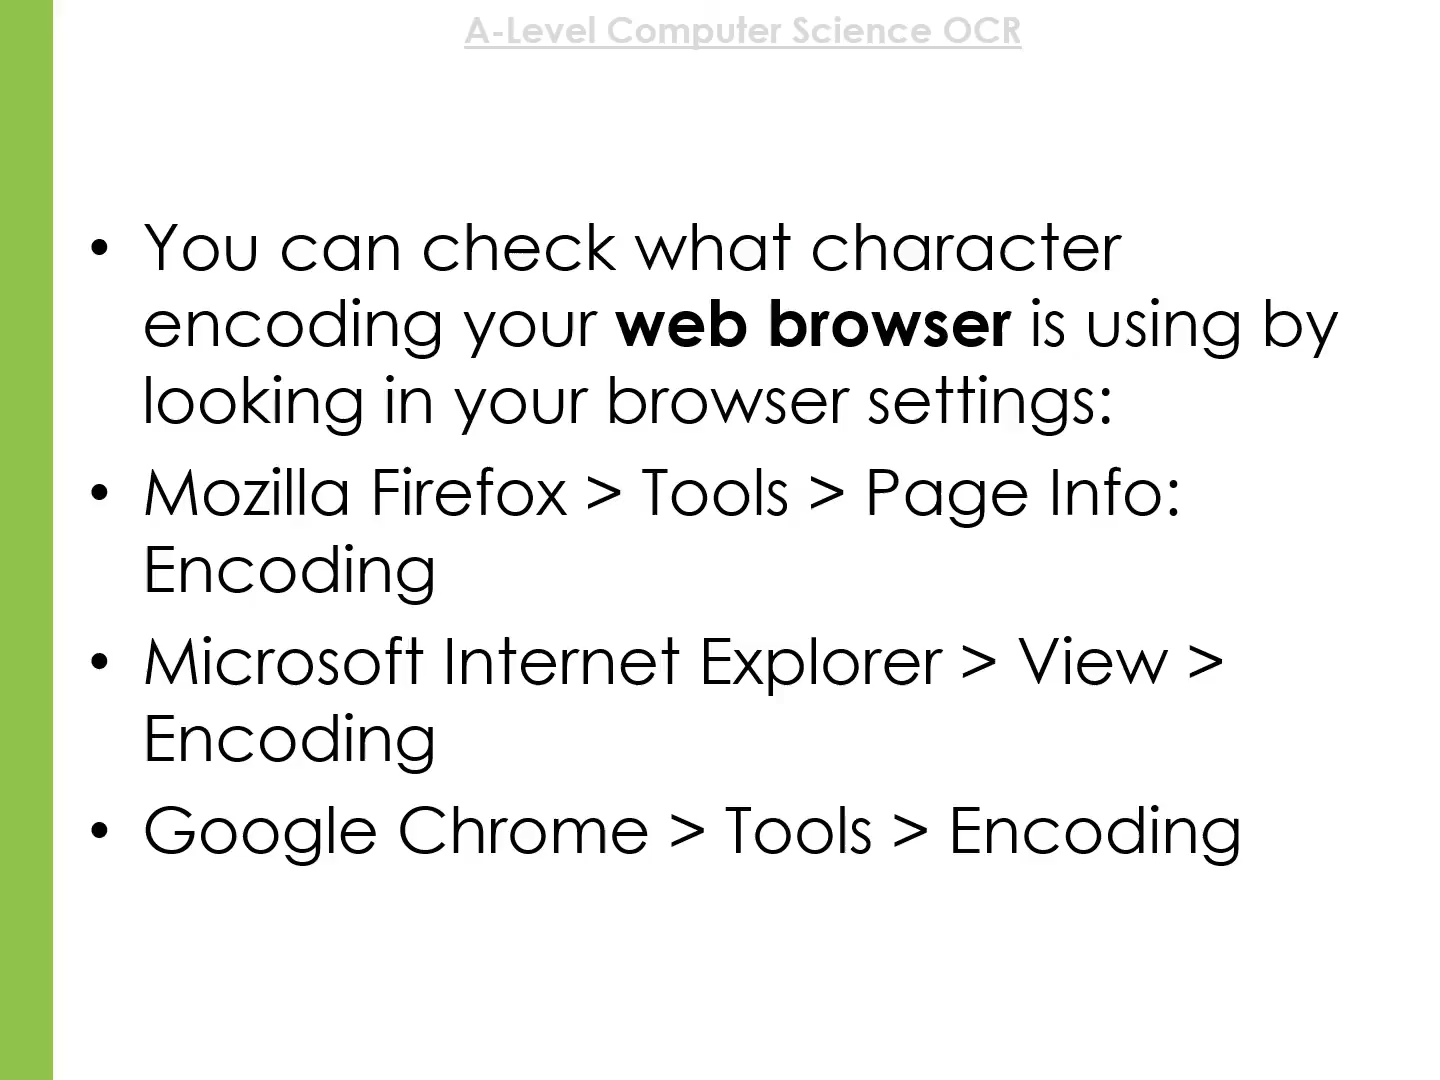 A-Level Computer Science OCR
• You can check what character
encoding your web browser is using by
looking in your browser settings:
• Mozilla Firefox > Tools > Page Info:
Encoding
• Microsoft Internet Explorer > View >
Encoding
• Google Chrome > Tools > Encoding